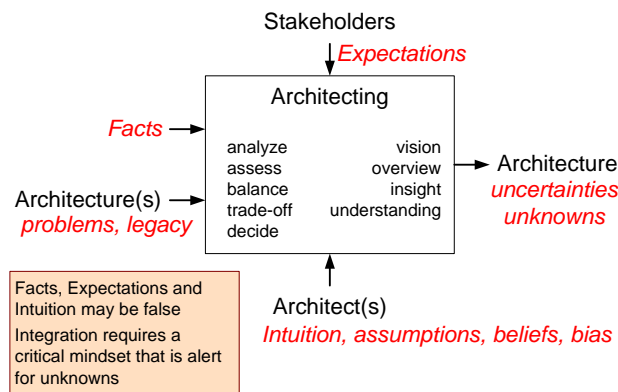 Stakeholders
Expectations
Architecting
Facts
analyze
assess
balance
trade-off
decide
vision
overview
insight
understanding
Architecture(s)
problems, legacy
Architecture
uncertainties
unknowns
Architect(s)
Intuition, assumptions, beliefs, bias
Facts, Expectations and
Intuition may be false
Integration requires a
critical mindset that is alert
for unknowns